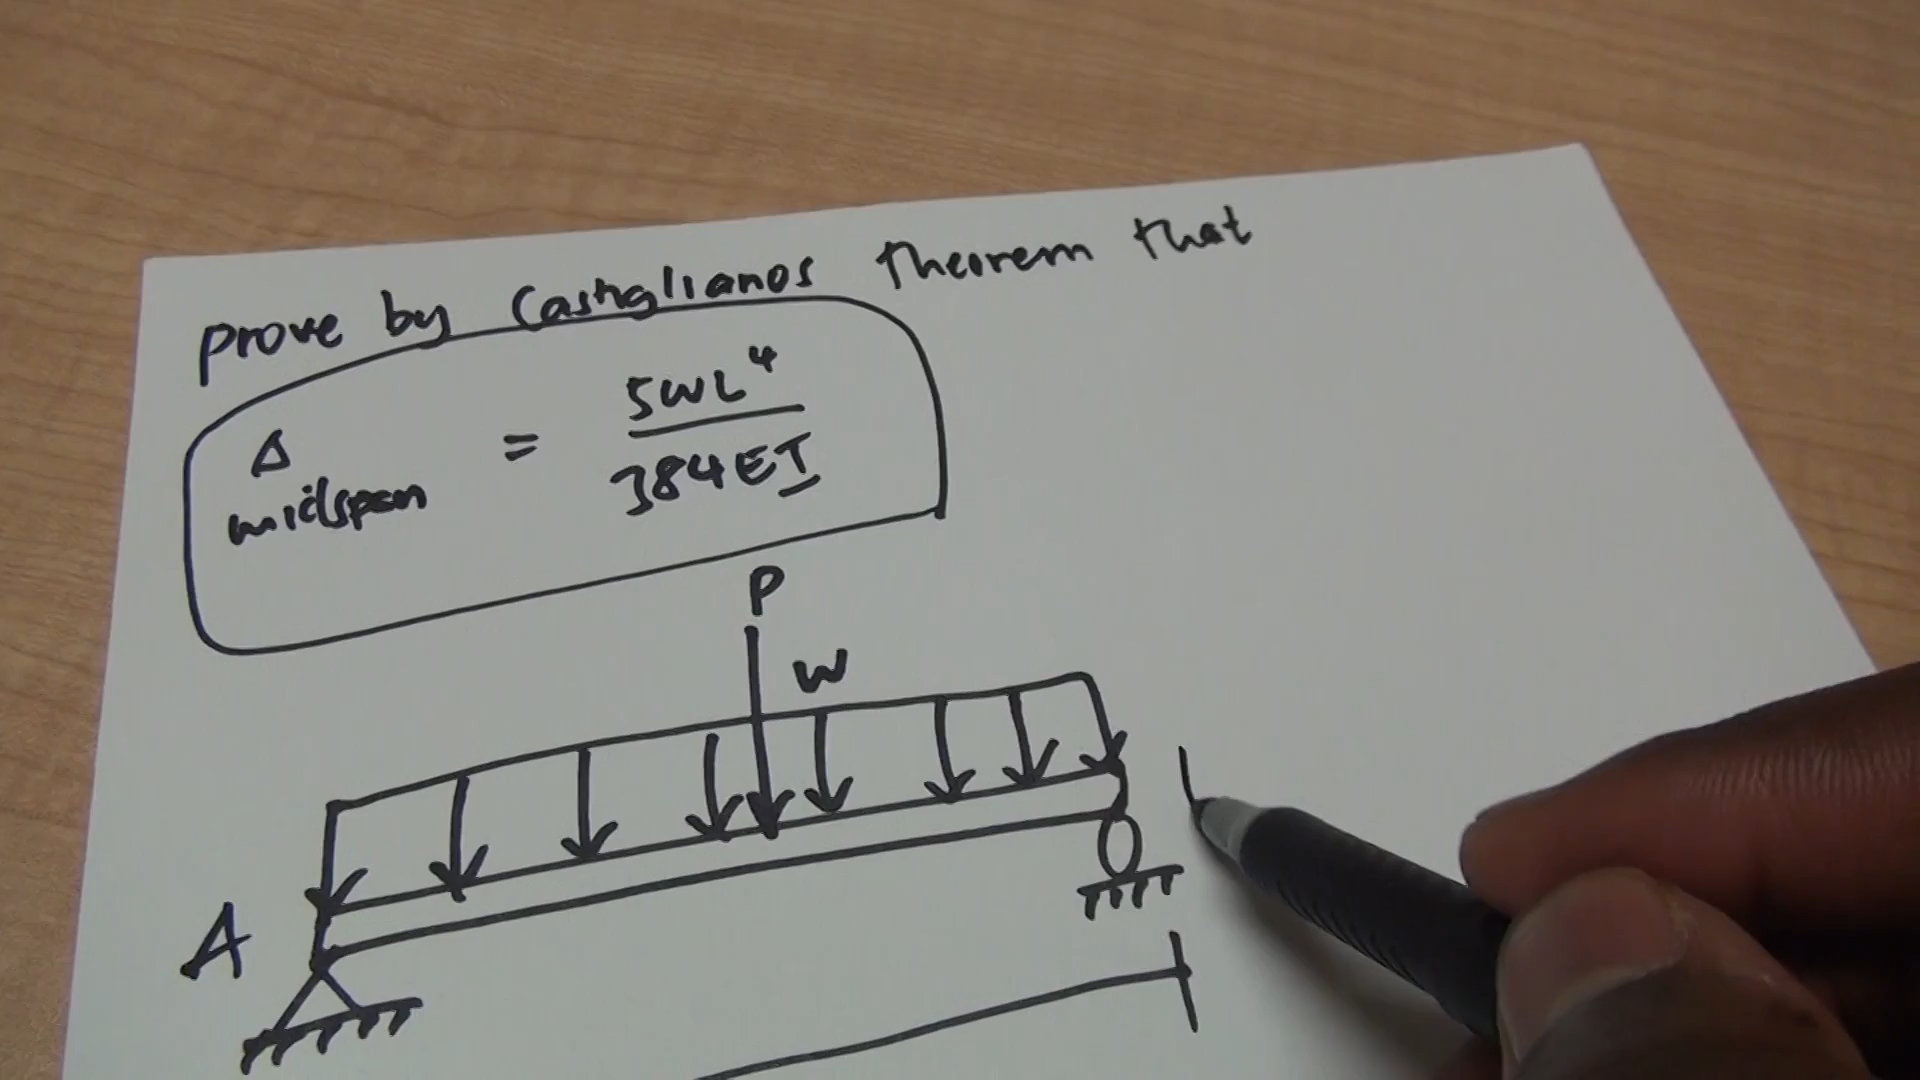 prove by Castiglianos theorem that
Δ midspan = 5WL⁴ / 384EI
P
W
A